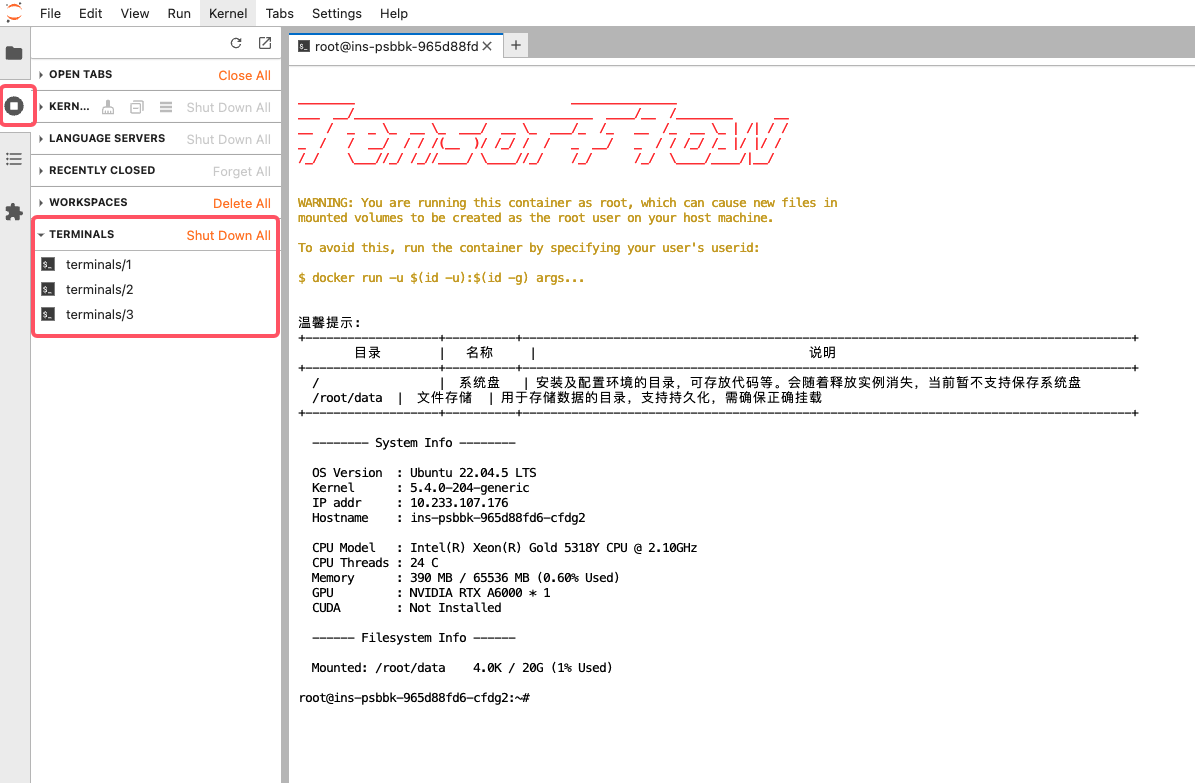 File Edit View Run Kernel Tabs Settings Help
root@ins-psbbk-965d88fd
OPEN TABS Close All
KERN... Shut Down All
LANGUAGE SERVERS Shut Down All
RECENTLY CLOSED Forget All
WORKSPACES Delete All
TERMINALS Shut Down All
terminals/1
terminals/2
terminals/3
TensorFlow
WARNING: You are running this container as root, which can cause new files in
mounted volumes to be created as the root user on your host machine.
To avoid this, run the container by specifying your user's userid:
$ docker run -u $(id -u):$(id -g) args...
温馨提示:
目录 | 名称 | 说明
/ | 系统盘 | 安装及配置环境的目录，可存放代码等。会随着释放实例消失，当前暂不支持保存系统盘
/root/data | 文件存储 | 用于存储数据的目录，支持持久化，需确保正确挂载
-------- System Info --------
OS Version : Ubuntu 22.04.5 LTS
Kernel : 5.4.0-204-generic
IP addr : 10.233.107.176
Hostname : ins-psbbk-965d88fd6-cfdg2
CPU Model : Intel(R) Xeon(R) Gold 5318Y CPU @ 2.10GHz
CPU Threads : 24 C
Memory : 390 MB / 65536 MB (0.60% Used)
GPU : NVIDIA RTX A6000 * 1
CUDA : Not Installed
------ Filesystem Info ------
Mounted: /root/data 4.0K / 20G (1% Used)
root@ins-psbbk-965d88fd6-cfdg2:~#